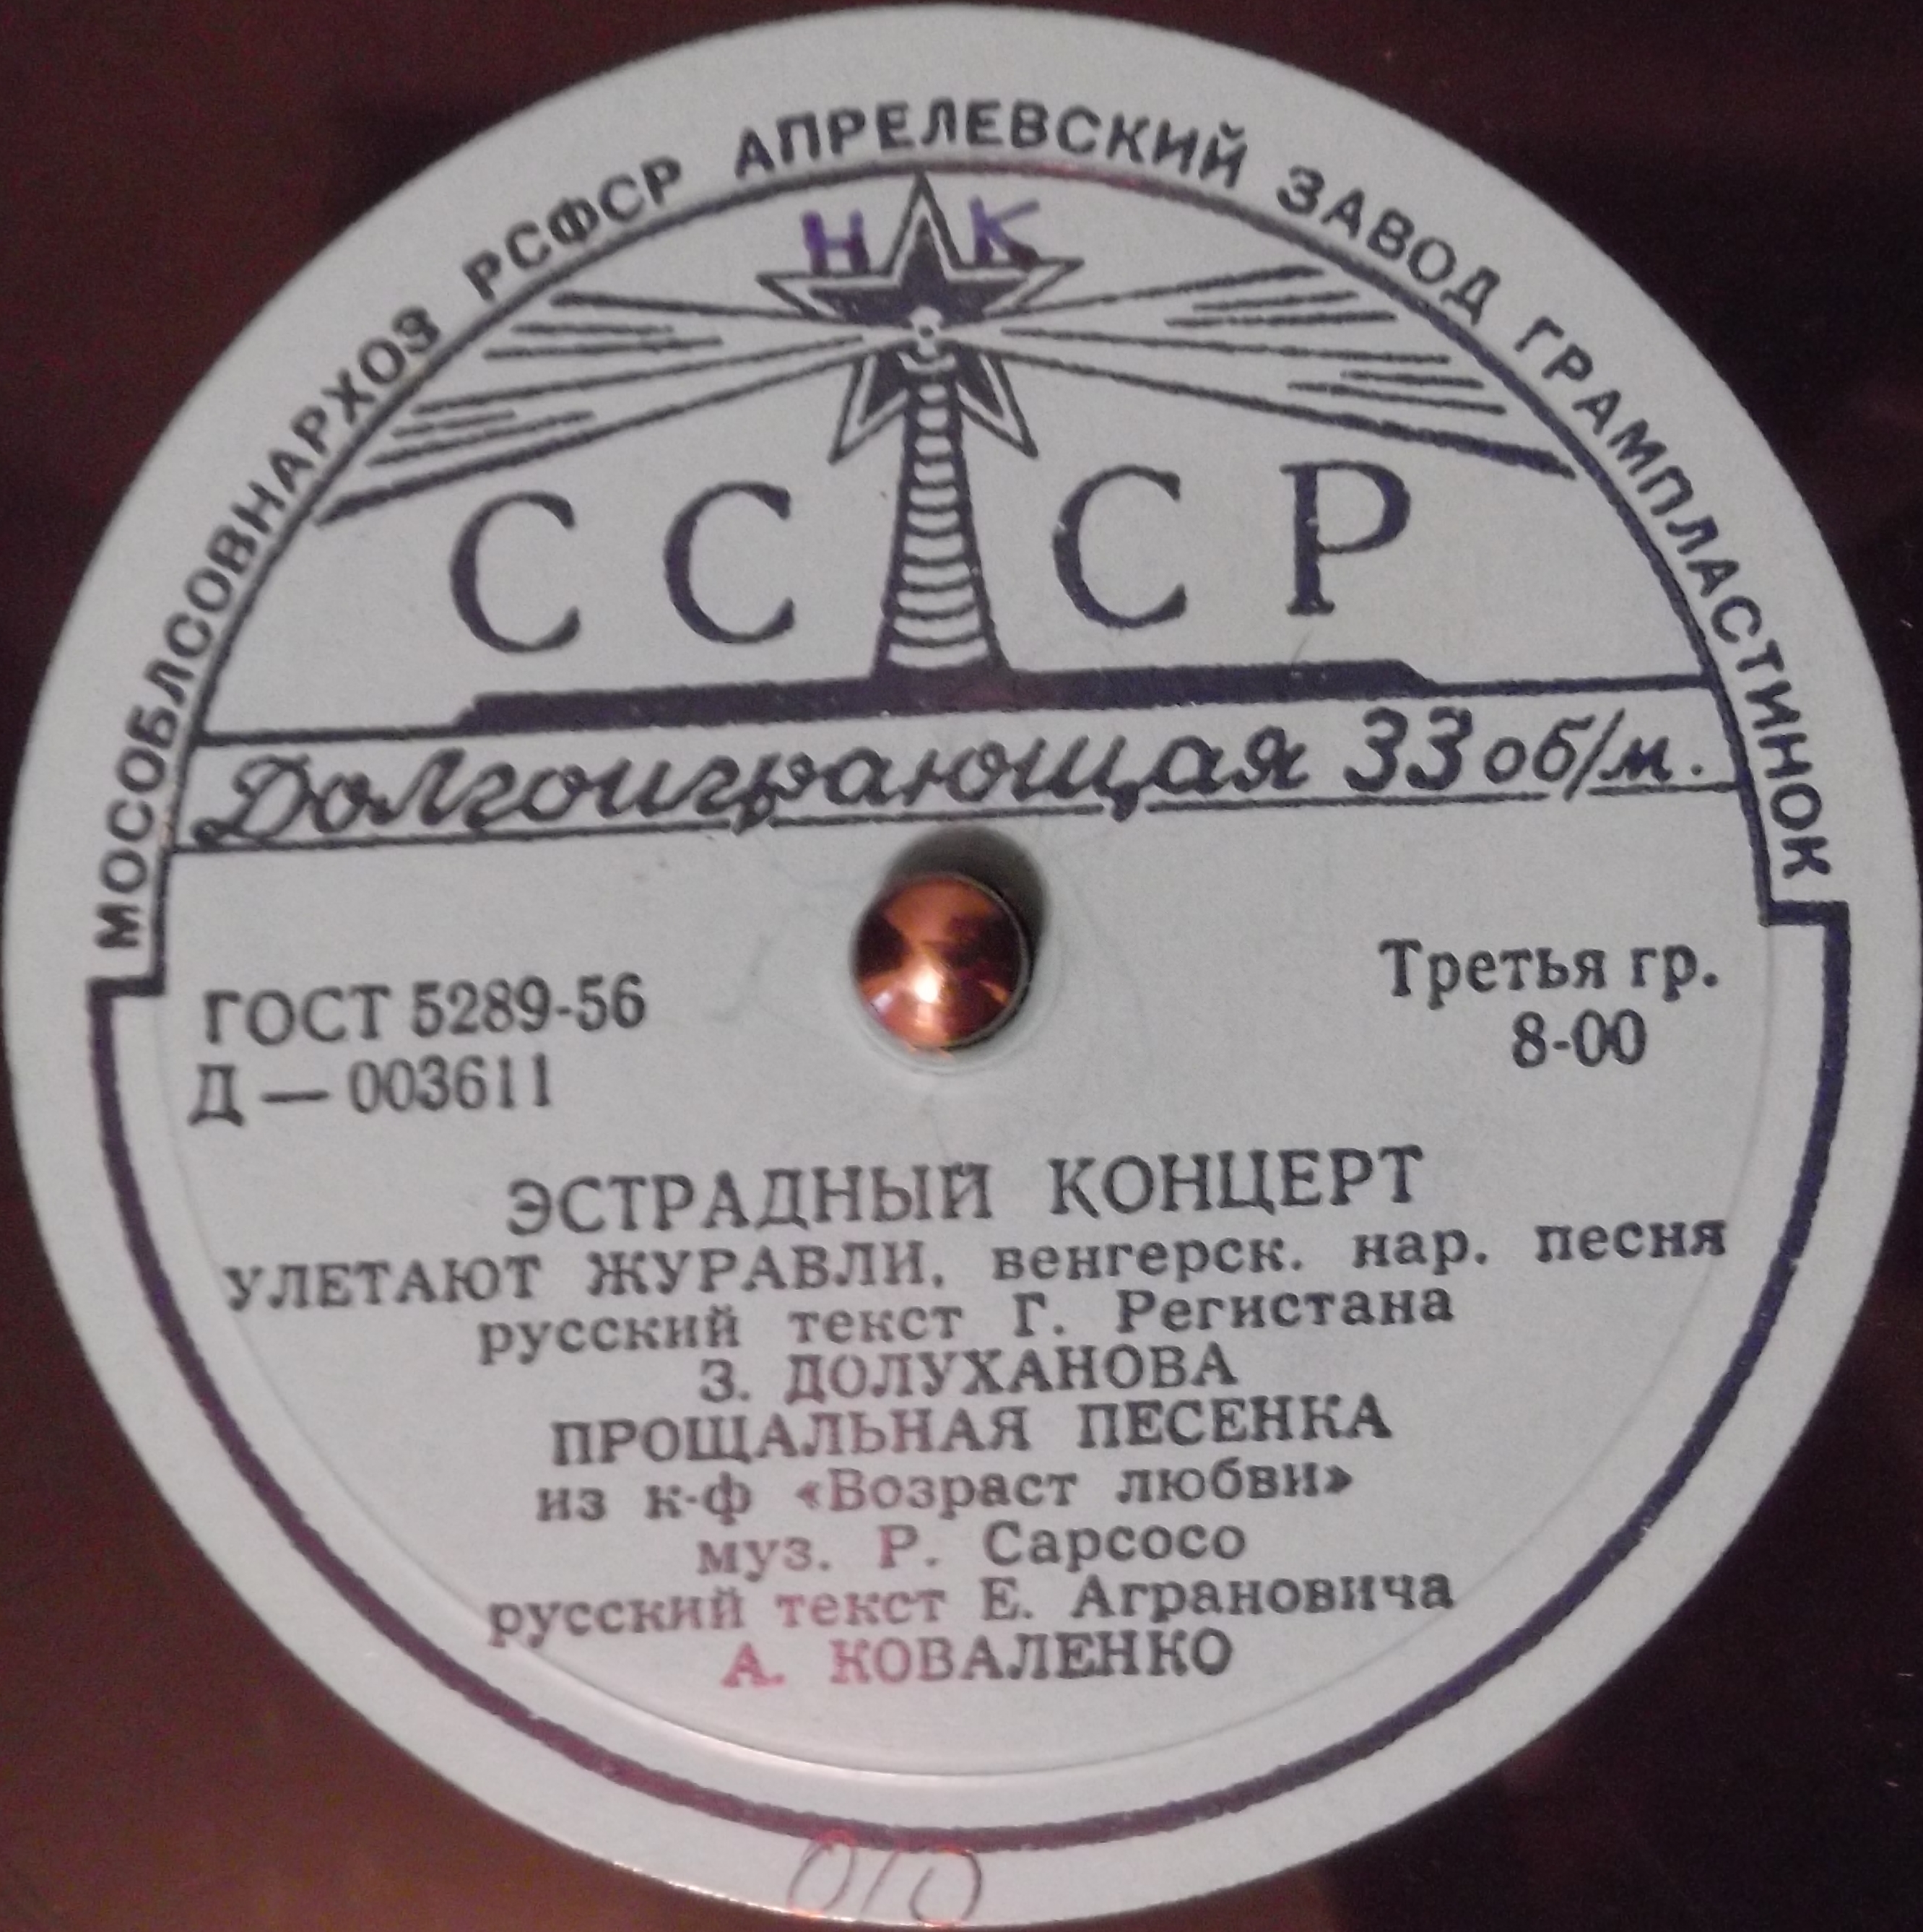 МОСОБЛСОВНАРХОЗ РСФСР АПРЕЛЕВСКИЙ ЗАВОД ГРАМПЛАСТИНОК
Н К
СССР
Долгоиграющая 33 об/м.
ГОСТ 5289-56
Д — 003611
Третья гр.
8-00
ЭСТРАДНЫЙ КОНЦЕРТ
УЛЕТАЮТ ЖУРАВЛИ, венгерск. нар. песня
русский текст Г. Регистана
З. ДОЛУХАНОВА
ПРОЩАЛЬНАЯ ПЕСЕНКА
из к-ф «Возраст любви»
муз. Р. Сарсосо
русский текст Е. Аграновича
А. КОВАЛЕНКО